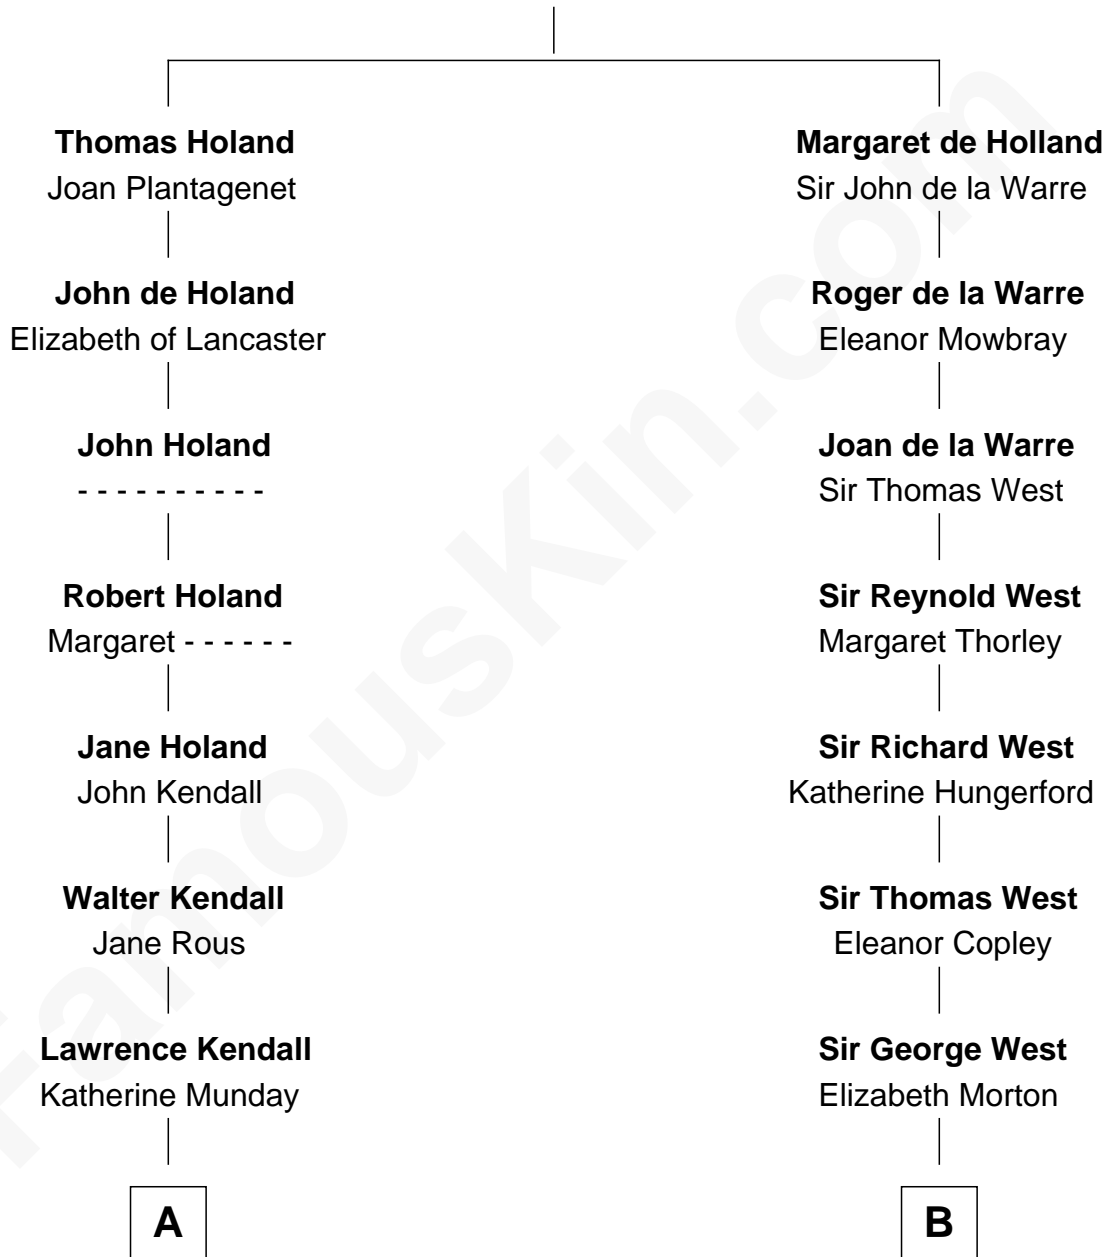 Thomas Holand
Joan Plantagenet
Margaret de Holland
Sir John de la Warre
John de Holand
Elizabeth of Lancaster
Roger de la Warre
Eleanor Mowbray
John Holand
- - - - - - - - - -
Joan de la Warre
Sir Thomas West
Robert Holand
Margaret - - - - - -
Sir Reynold West
Margaret Thorley
Jane Holand
John Kendall
Sir Richard West
Katherine Hungerford
Walter Kendall
Jane Rous
Sir Thomas West
Eleanor Copley
Lawrence Kendall
Katherine Munday
Sir George West
Elizabeth Morton
A
B
FamousKin.com